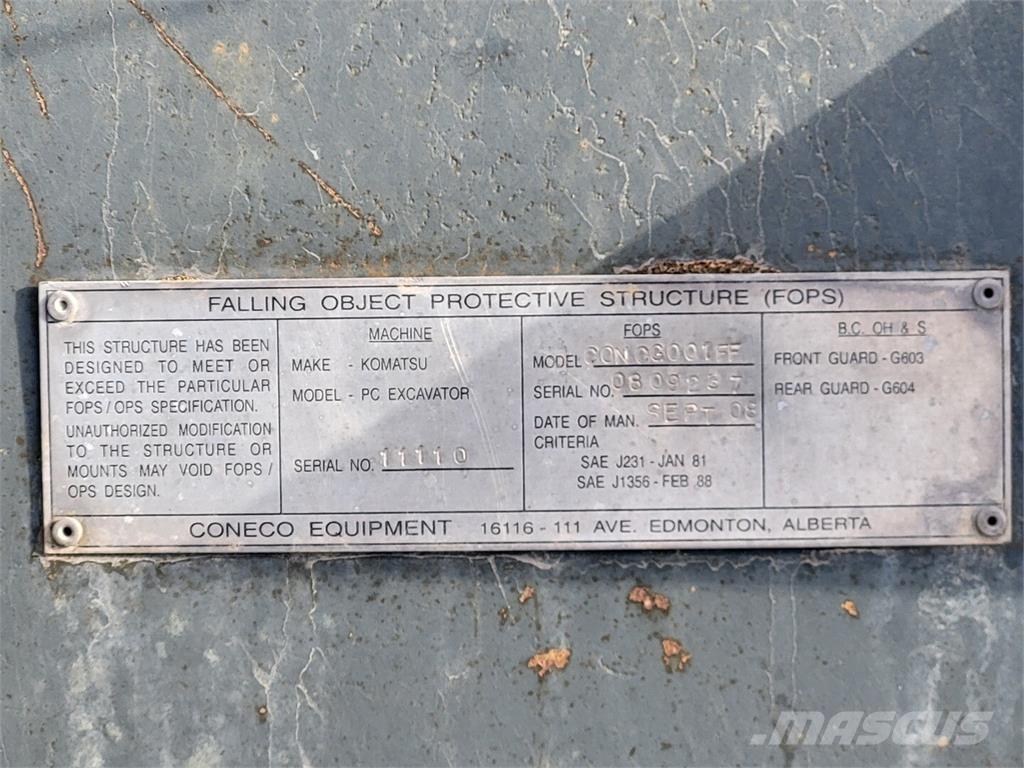 FALLING OBJECT PROTECTIVE STRUCTURE (FOPS)
THIS STRUCTURE HAS BEEN
DESIGNED TO MEET OR
EXCEED THE PARTICULAR
FOPS / OPS SPECIFICATION.
UNAUTHORIZED MODIFICATION
TO THE STRUCTURE OR
MOUNTS MAY VOID FOPS /
OPS DESIGN.
MACHINE
MAKE - KOMATSU
MODEL - PC EXCAVATOR
SERIAL NO. 11110
FOPS
MODEL
SERIAL NO. 0809237
DATE OF MAN. SEPT 08
CRITERIA
SAE J231 - JAN 81
SAE J1356 - FEB 88
B.C. OH & S
FRONT GUARD - G603
REAR GUARD - G604
CONECO EQUIPMENT 16116 - 111 AVE. EDMONTON, ALBERTA
MASCUS